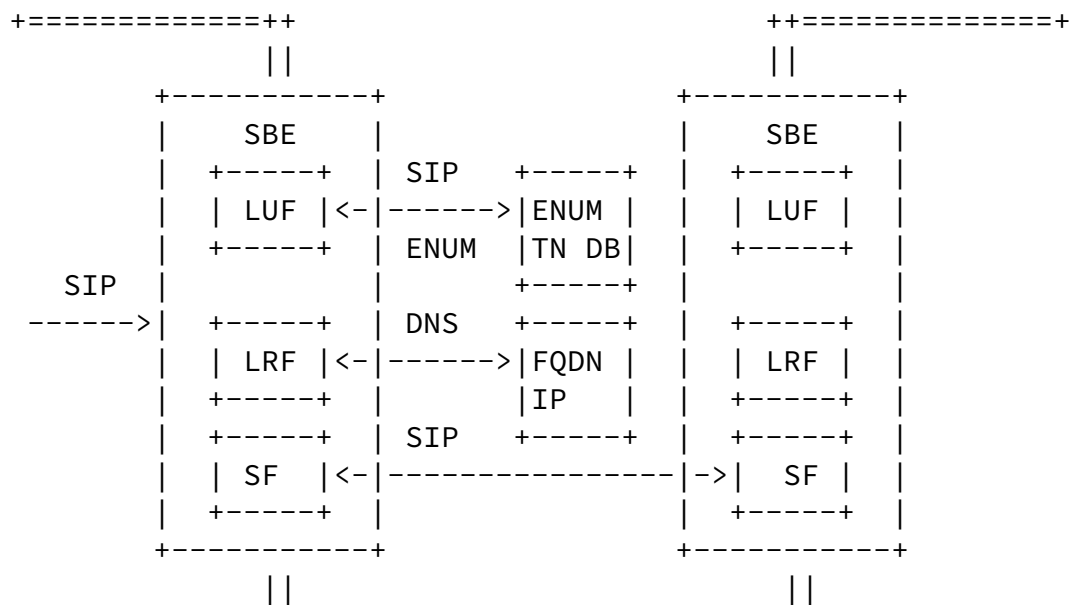 +=============++                              ++==============+
              ||                              ||
        +-----------+                    +-----------+
        |    SBE    |                    |    SBE    |
        |  +-----+  | SIP     +-----+    |  +-----+  |
        |  | LUF |<-|-------->|ENUM |    |  | LUF |  |
        |  +-----+  | ENUM    |TN DB|    |  +-----+  |
   SIP  |           |         +-----+    |           |
 ------>|  +-----+  | DNS     +-----+    |  +-----+  |
        |  | LRF |<-|-------->|FQDN |    |  | LRF |  |
        |  +-----+  |         |IP   |    |  +-----+  |
        |  +-----+  | SIP     +-----+    |  +-----+  |
        |  | SF  |<-|--------------------|->|  SF |  |
        |  +-----+  |                    |  +-----+  |
        +-----------+                    +-----------+
              ||                               ||